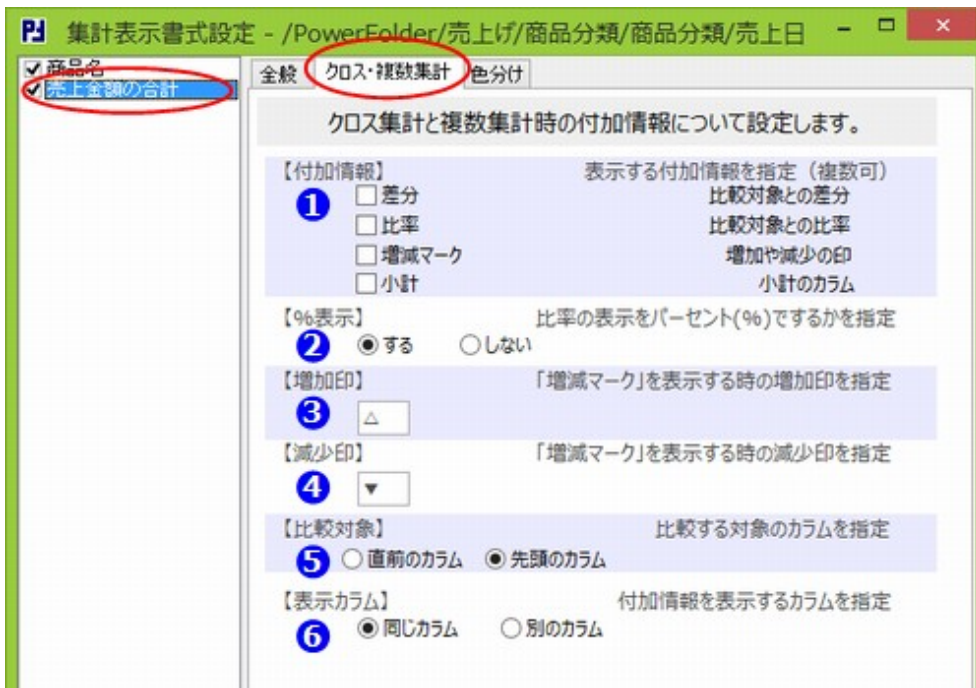 集計表示書式設定 - /PowerFolder/売上げ/商品分類/商品分類/売上日
商品名
売上金額の合計
全般 クロス・複数集計 色分け
クロス集計と複数集計時の付加情報について設定します。
【付加情報】 表示する付加情報を指定（複数可）
1
差分 比較対象との差分
比率 比較対象との比率
増減マーク 増加や減少の印
小計 小計のカラム
【%表示】 比率の表示をパーセント(%)でするかを指定
2 する しない
【増加印】 「増減マーク」を表示する時の増加印を指定
3 △
【減少印】 「増減マーク」を表示する時の減少印を指定
4 ▼
【比較対象】 比較する対象のカラムを指定
5 直前のカラム 先頭のカラム
【表示カラム】 付加情報を表示するカラムを指定
6 同じカラム 別のカラム